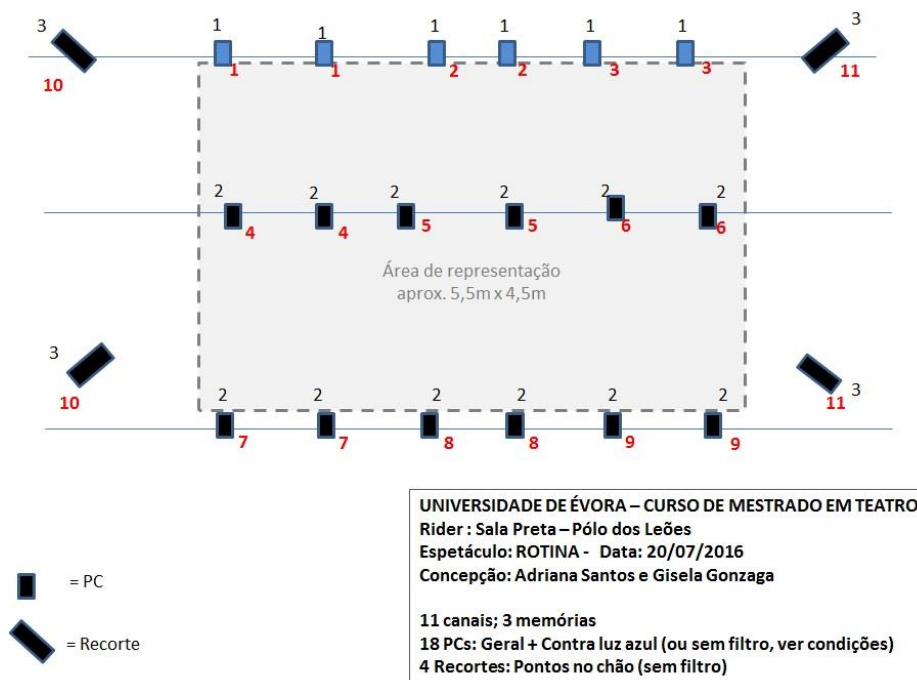 3 1 1 1 1 1 1 3
10 1 1 2 2 3 3 11
2 2 2 2 2 2
4 4 5 5 6 6
Área de representação
aprox. 5,5m x 4,5m
3 3
10 11
2 2 2 2 2 2
7 7 8 8 9 9
UNIVERSIDADE DE ÉVORA – CURSO DE MESTRADO EM TEATRO
Rider : Sala Preta – Pólo dos Leões
Espetáculo: ROTINA - Data: 20/07/2016
Concepção: Adriana Santos e Gisela Gonzaga
11 canais; 3 memórias
18 PCs: Geral + Contra luz azul (ou sem filtro, ver condições)
4 Recortes: Pontos no chão (sem filtro)
= PC
= Recorte